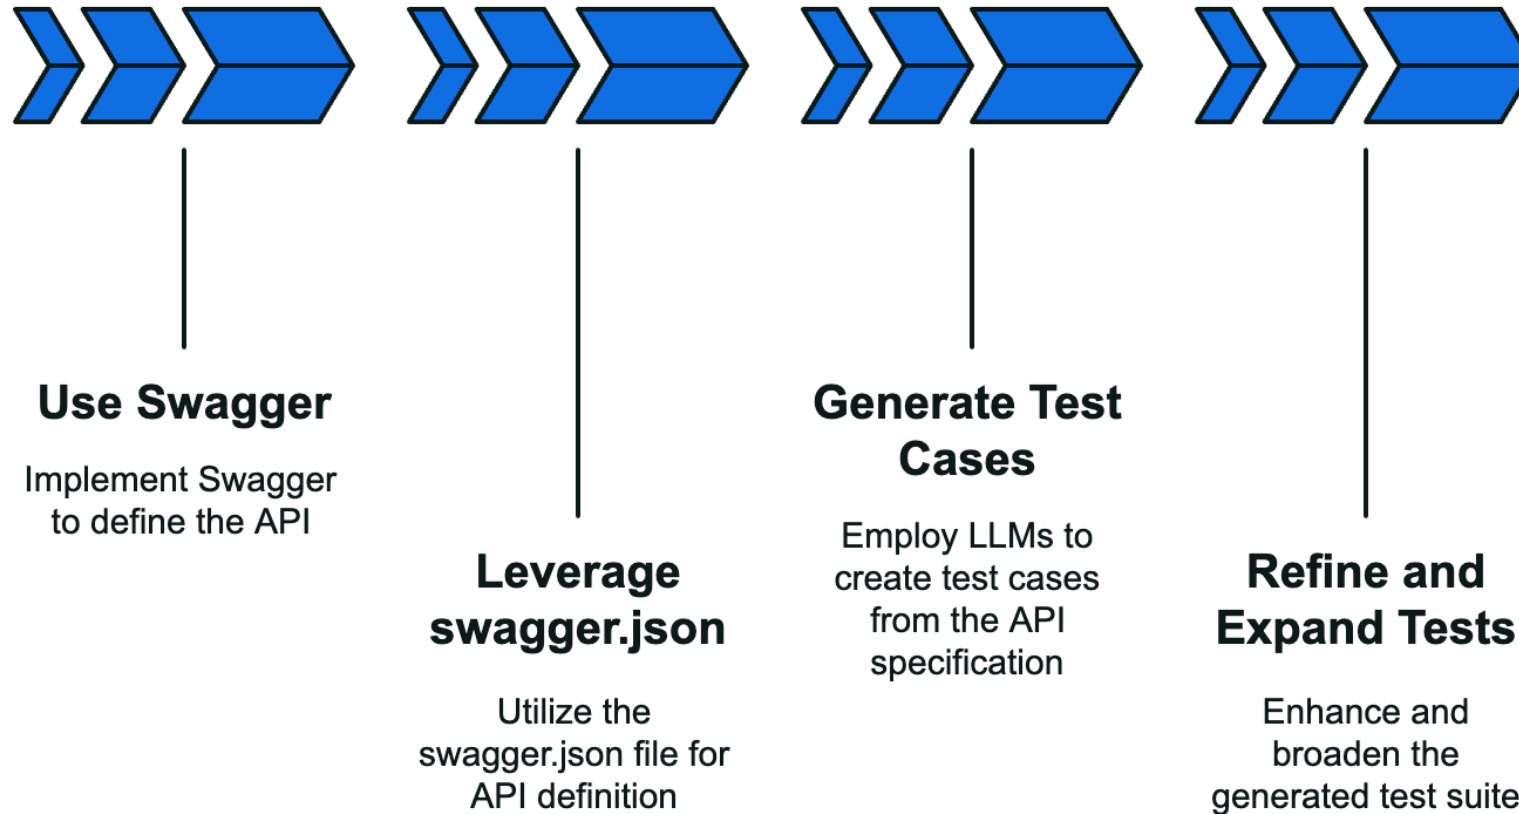 Use Swagger
Implement Swagger
to define the API
Leverage
swagger.json
Utilize the
swagger.json file for
API definition
Generate Test
Cases
Employ LLMs to
create test cases
from the API
specification
Refine and
Expand Tests
Enhance and
broaden the
generated test suite